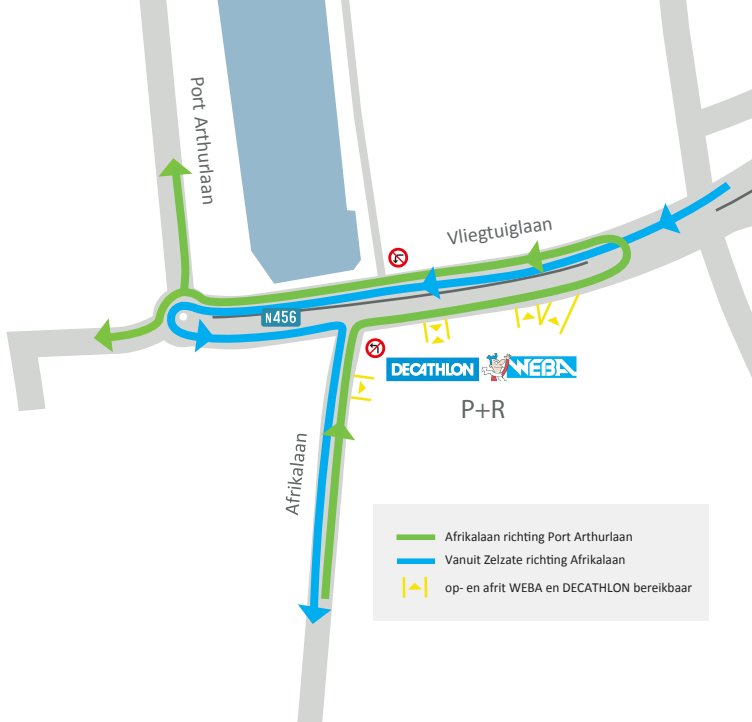 Port Arthurlaan
Vliegtuiglaan
N456
DECATHLON
WEBA
P+R
Afrikalaan
Afrikalaan richting Port Arthurlaan
Vanuit Zelzate richting Afrikalaan
op- en afrit WEBA en DECATHLON bereikbaar